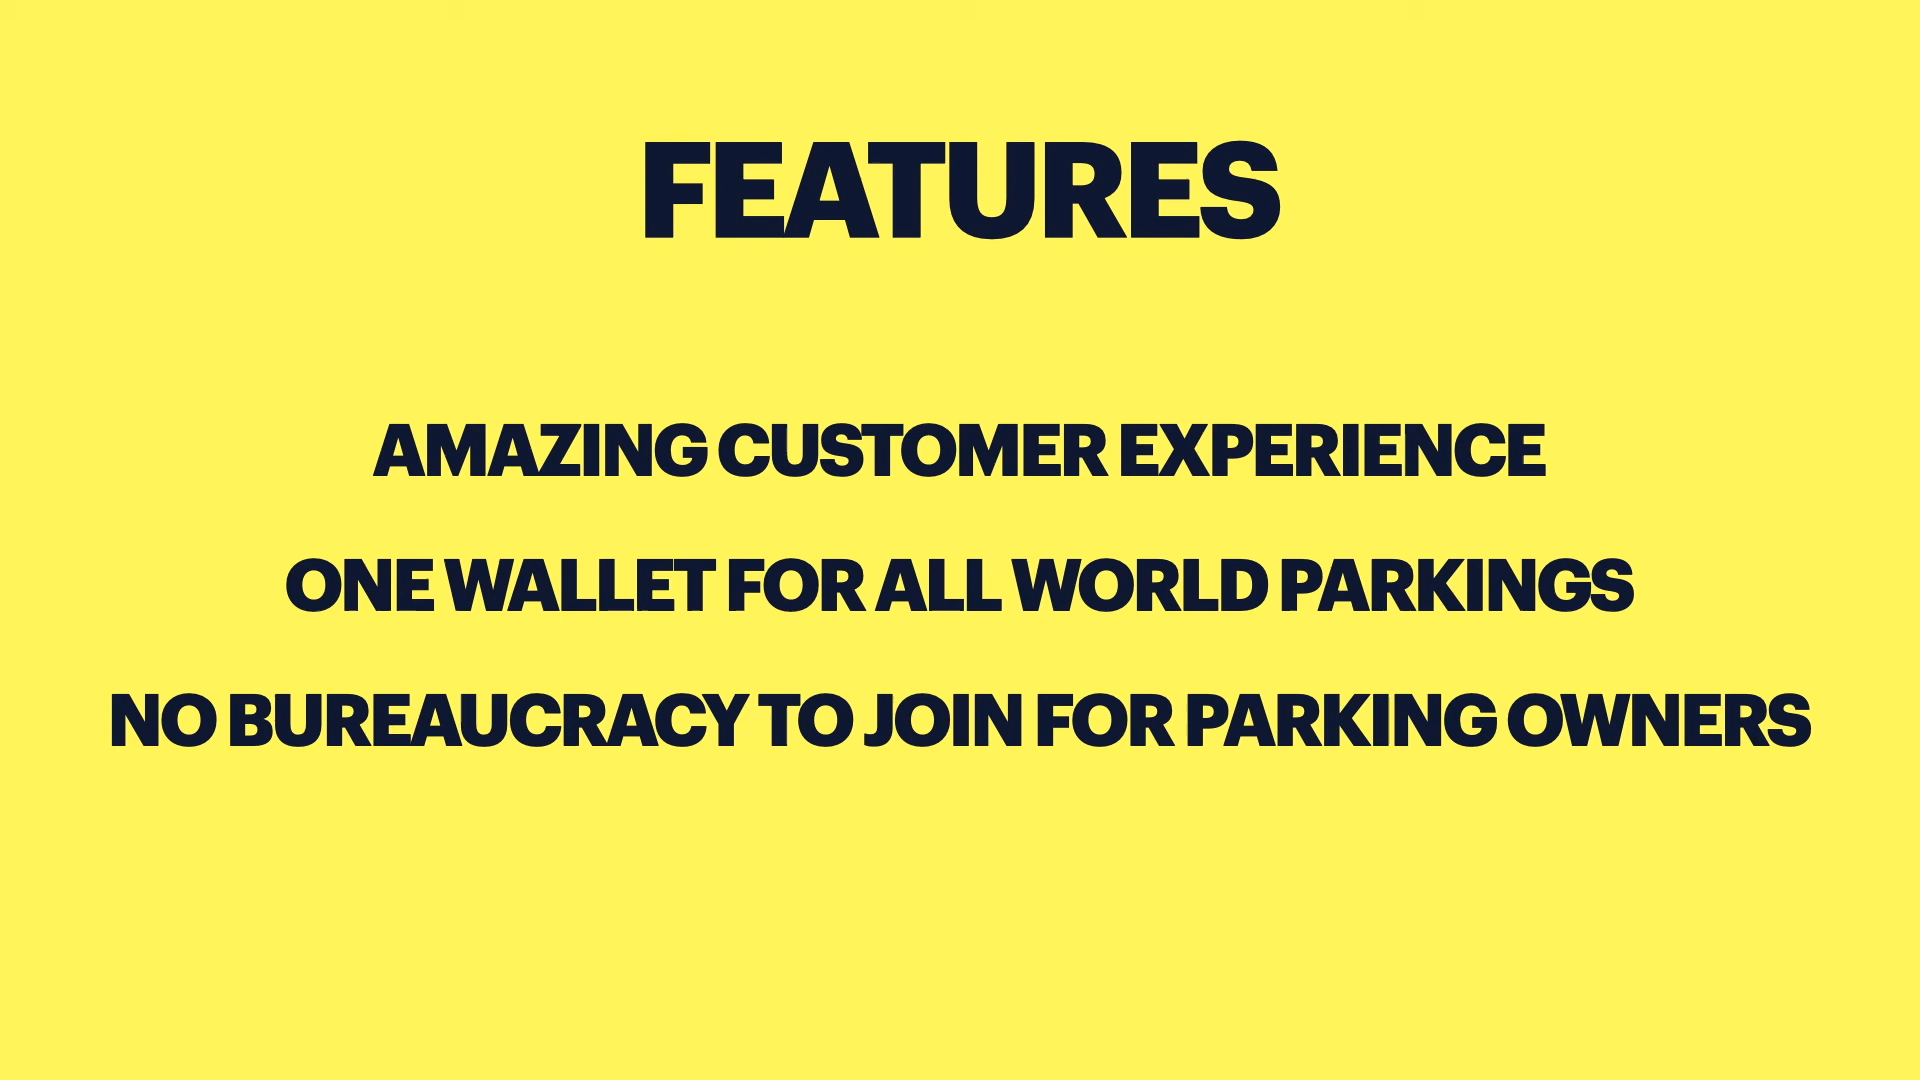 FEATURES
AMAZING CUSTOMER EXPERIENCE
ONE WALLET FOR ALL WORLD PARKINGS
NO BUREAUCRACY TO JOIN FOR PARKING OWNERS